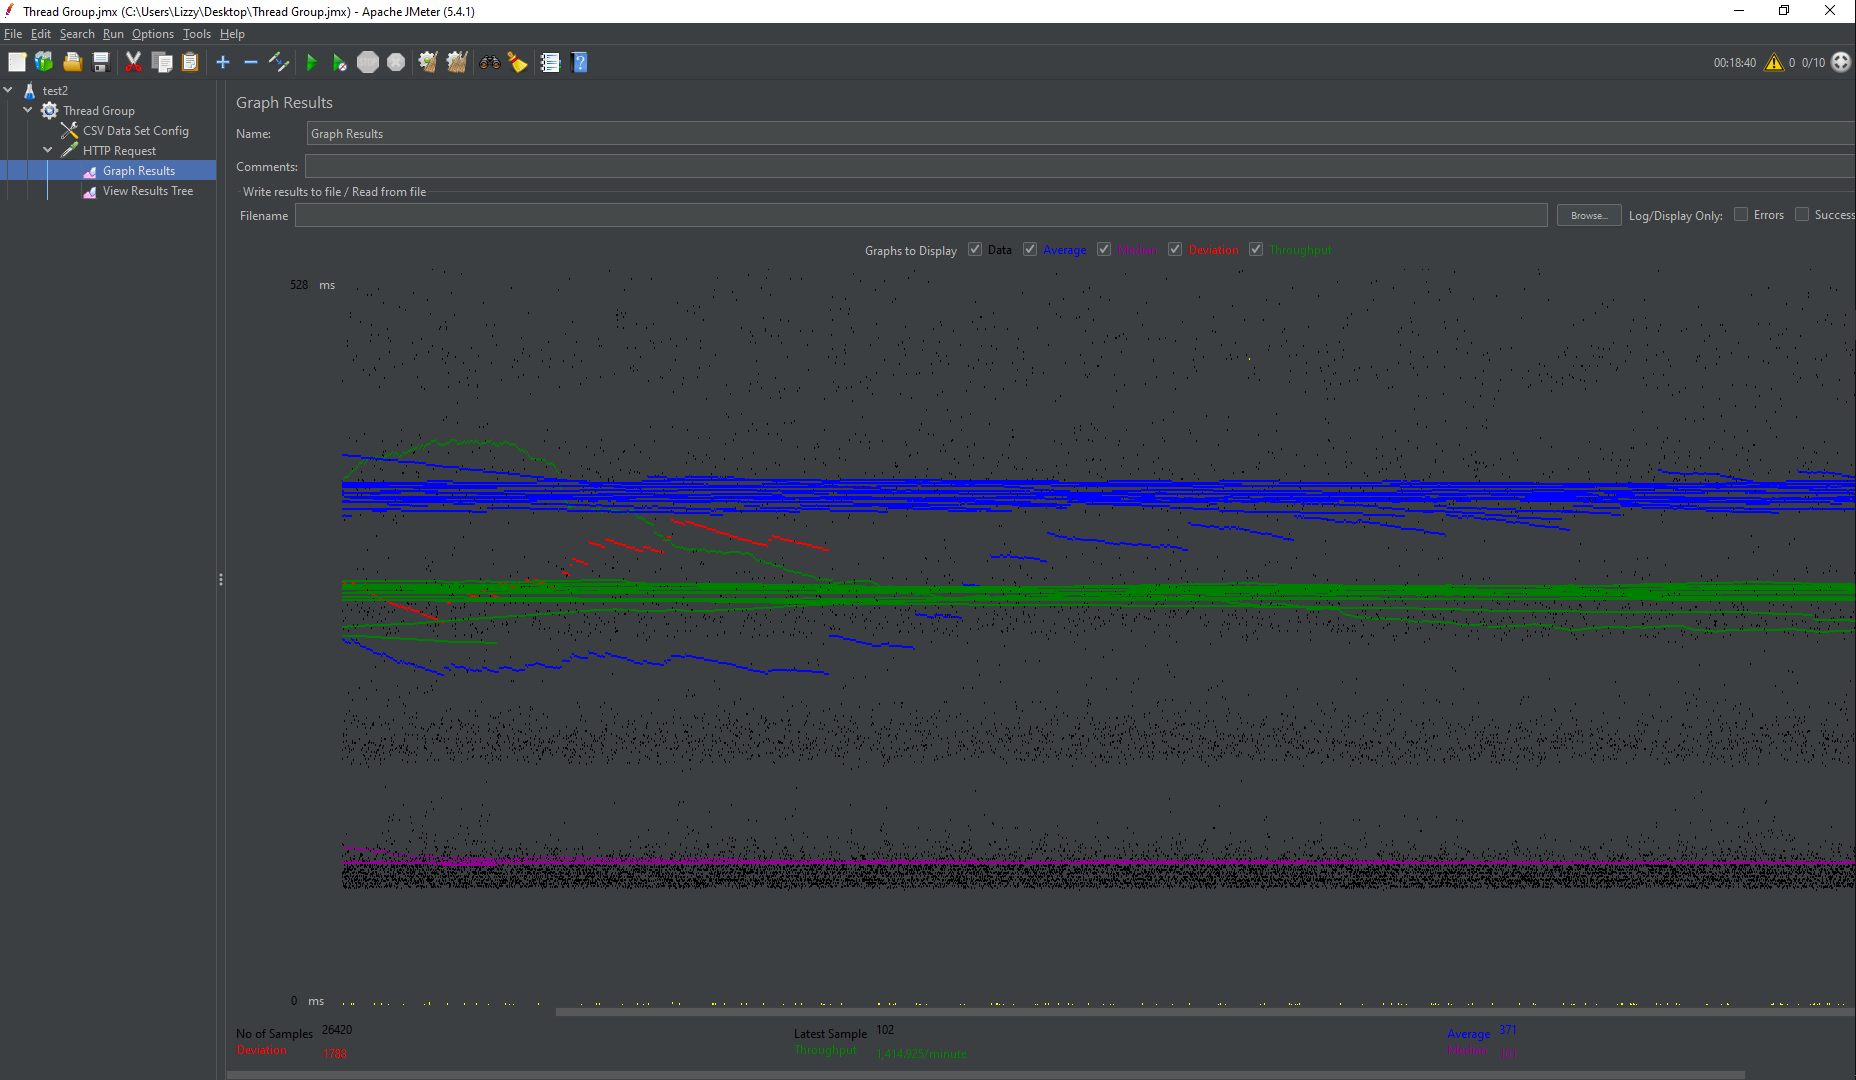 Thread Group.jmx (C:\Users\Lizzy\Desktop\Thread Group.jmx) - Apache JMeter (5.4.1)
File Edit Search Run Options Tools Help
STOP
00:18:40 0 0/10
test2
Thread Group
CSV Data Set Config
HTTP Request
Graph Results
View Results Tree
Graph Results
Name: Graph Results
Comments:
Write results to file / Read from file
Filename Browse... Log/Display Only: Errors Success
Graphs to Display Data Average Median Deviation Throughput
528 ms
0 ms
No of Samples 26420 Latest Sample 102 Average 371
Deviation 1788 Throughput 1,414.925/minute Median